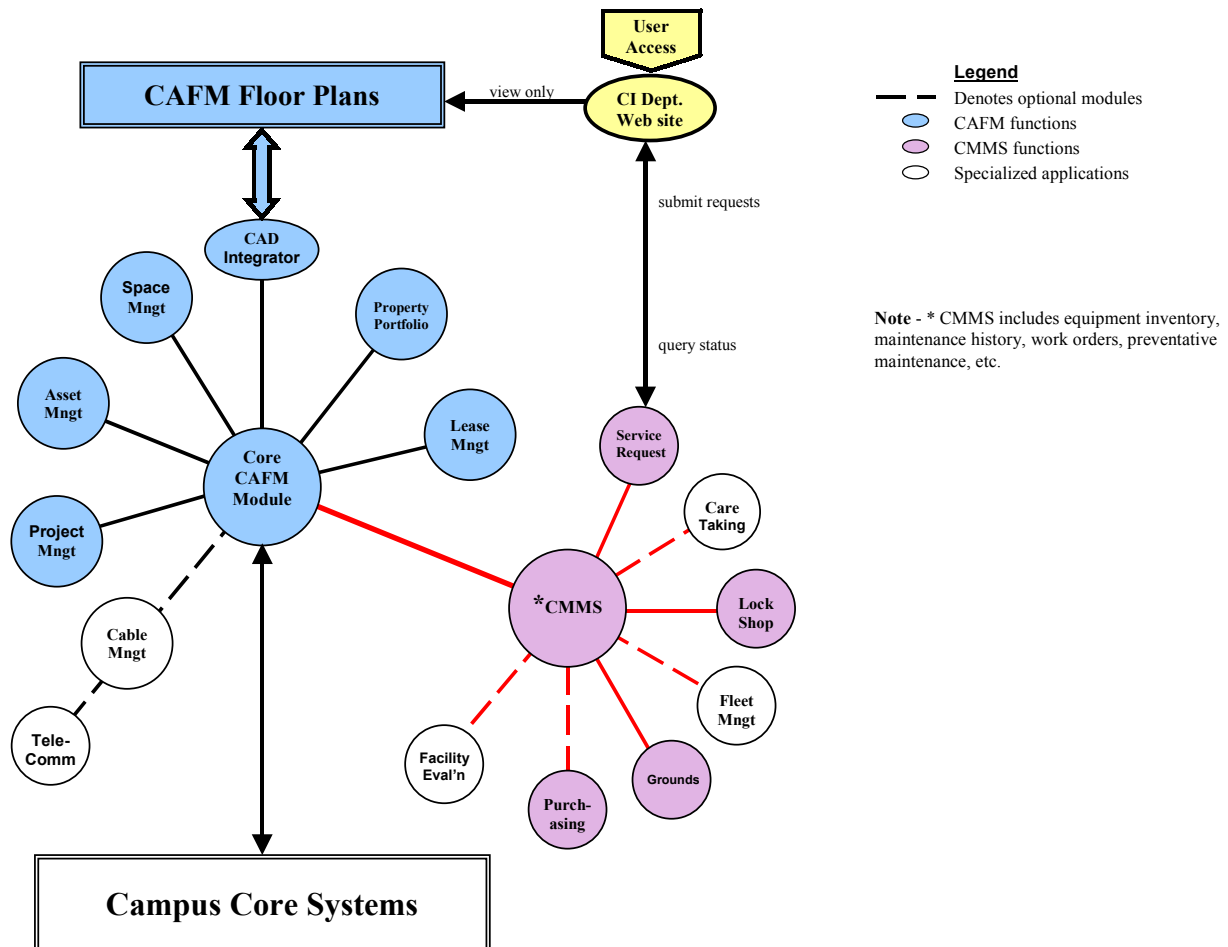 User
Access
CAFM Floor Plans
view only
CI Dept.
Web site
Legend
Denotes optional modules
CAFM functions
CMMS functions
Specialized applications
submit requests
CAD
Integrator
Space
Mngt
Property
Portfolio
Note - * CMMS includes equipment inventory,
maintenance history, work orders, preventative
maintenance, etc.
query status
Asset
Mngt
Lease
Mngt
Service
Request
Core
CAFM
Module
Project
Mngt
Care
Taking
*CMMS
Lock
Shop
Cable
Mngt
Fleet
Mngt
Tele-
Comm
Facility
Eval'n
Grounds
Purch-
asing
Campus Core Systems